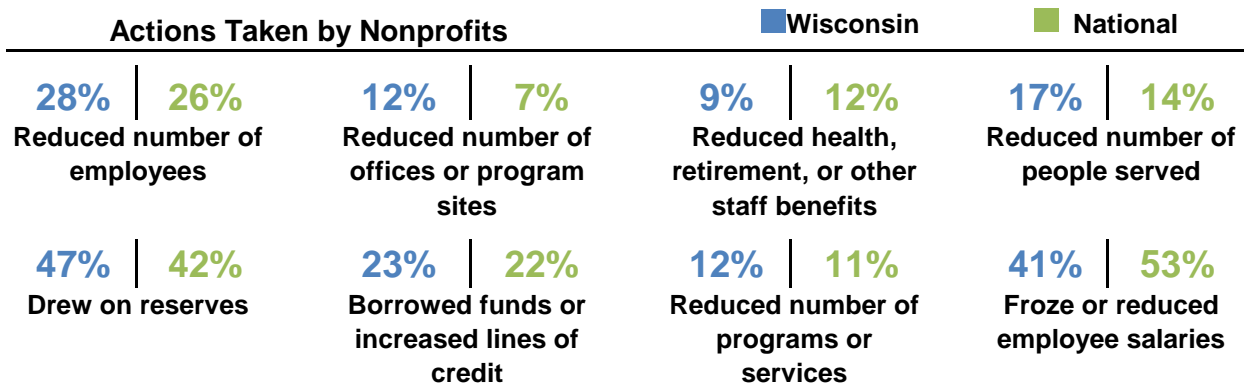 Actions Taken by Nonprofits
Wisconsin
National
28% 26%
Reduced number of
employees
12% 7%
Reduced number of
offices or program
sites
9% 12%
Reduced health,
retirement, or other
staff benefits
17% 14%
Reduced number of
people served
47% 42%
Drew on reserves
23% 22%
Borrowed funds or
increased lines of
credit
12% 11%
Reduced number of
programs or
services
41% 53%
Froze or reduced
employee salaries